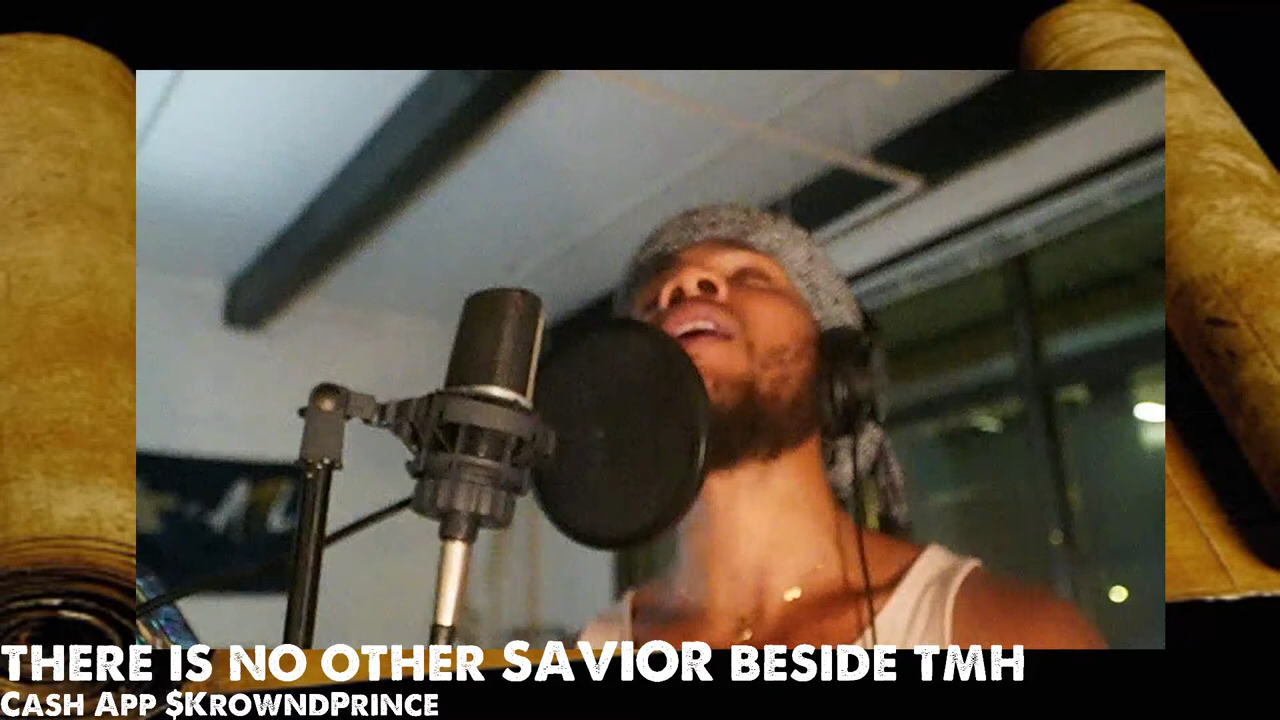 THERE IS NO OTHER SAVIOR BESIDE TMH
CASH APP $KROWNDPRINCE